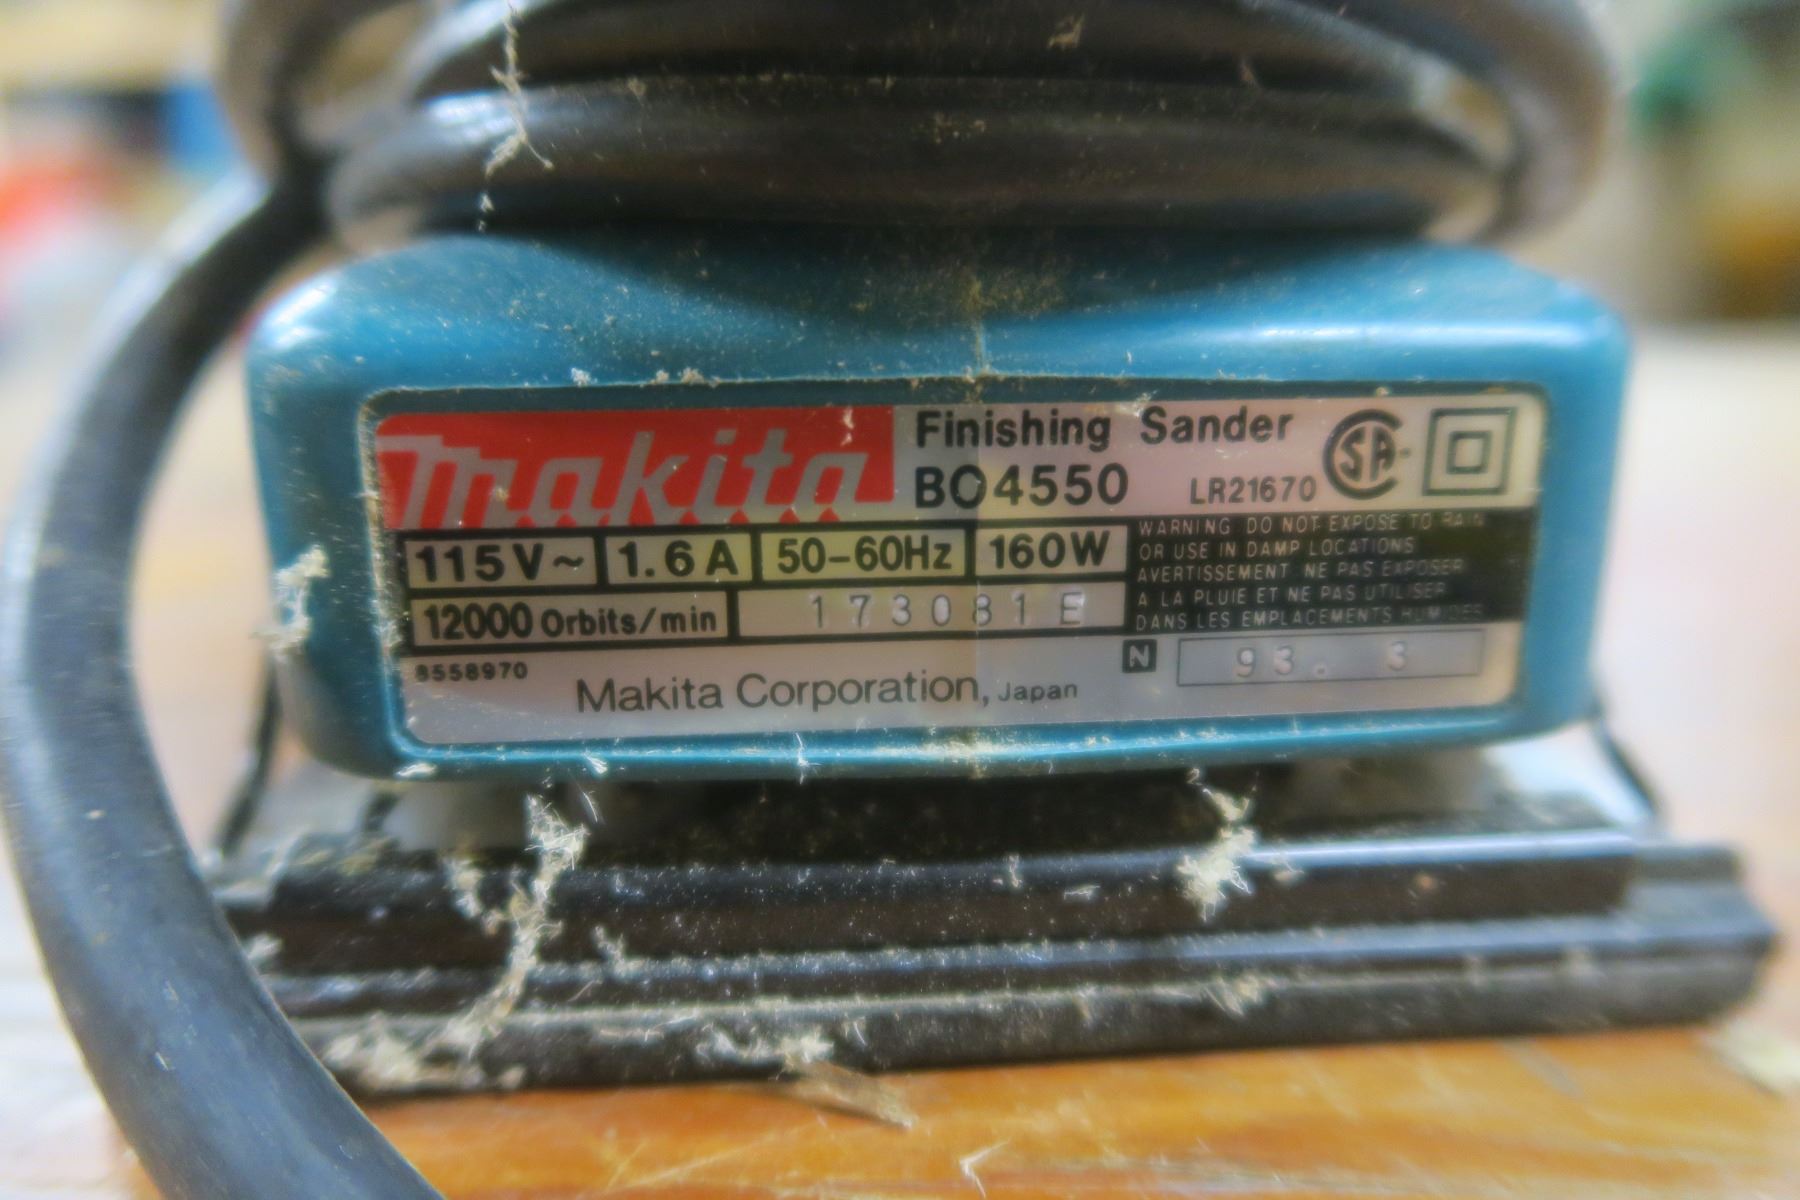 makita
Finishing Sander
BO4550
LR21670
CSA
115V~ 1.6A 50-60Hz 160W
12000 Orbits/min 173081E
WARNING DO NOT EXPOSE TO RAIN
OR USE IN DAMP LOCATIONS
AVERTISSEMENT NE PAS EXPOSER
A LA PLUIE ET NE PAS UTILISER
DANS LES EMPLACEMENTS HUMIDES
8558970
Makita Corporation, Japan
N 93. 3